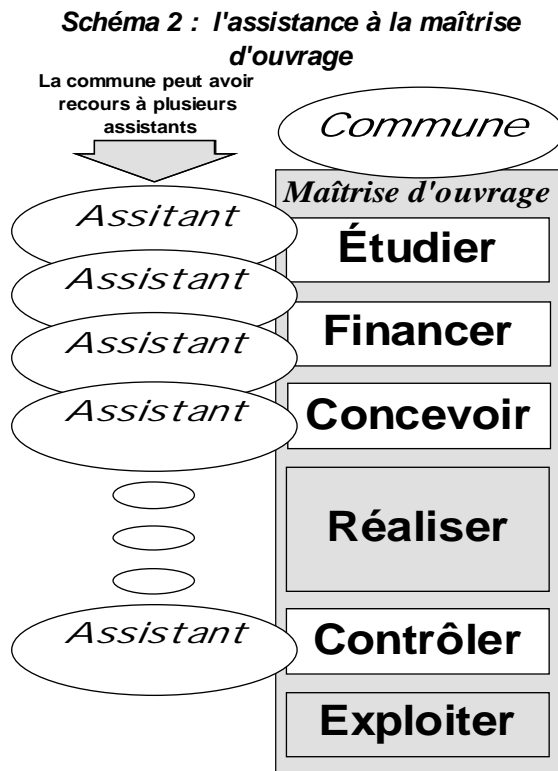 Schéma 2 : l'assistance à la maîtrise
d'ouvrage
La commune peut avoir
recours à plusieurs
assistants
Commune
Maîtrise d'ouvrage
Assitant
Étudier
Assistant
Financer
Assistant
Assistant
Concevoir
Réaliser
Assistant
Contrôler
Exploiter